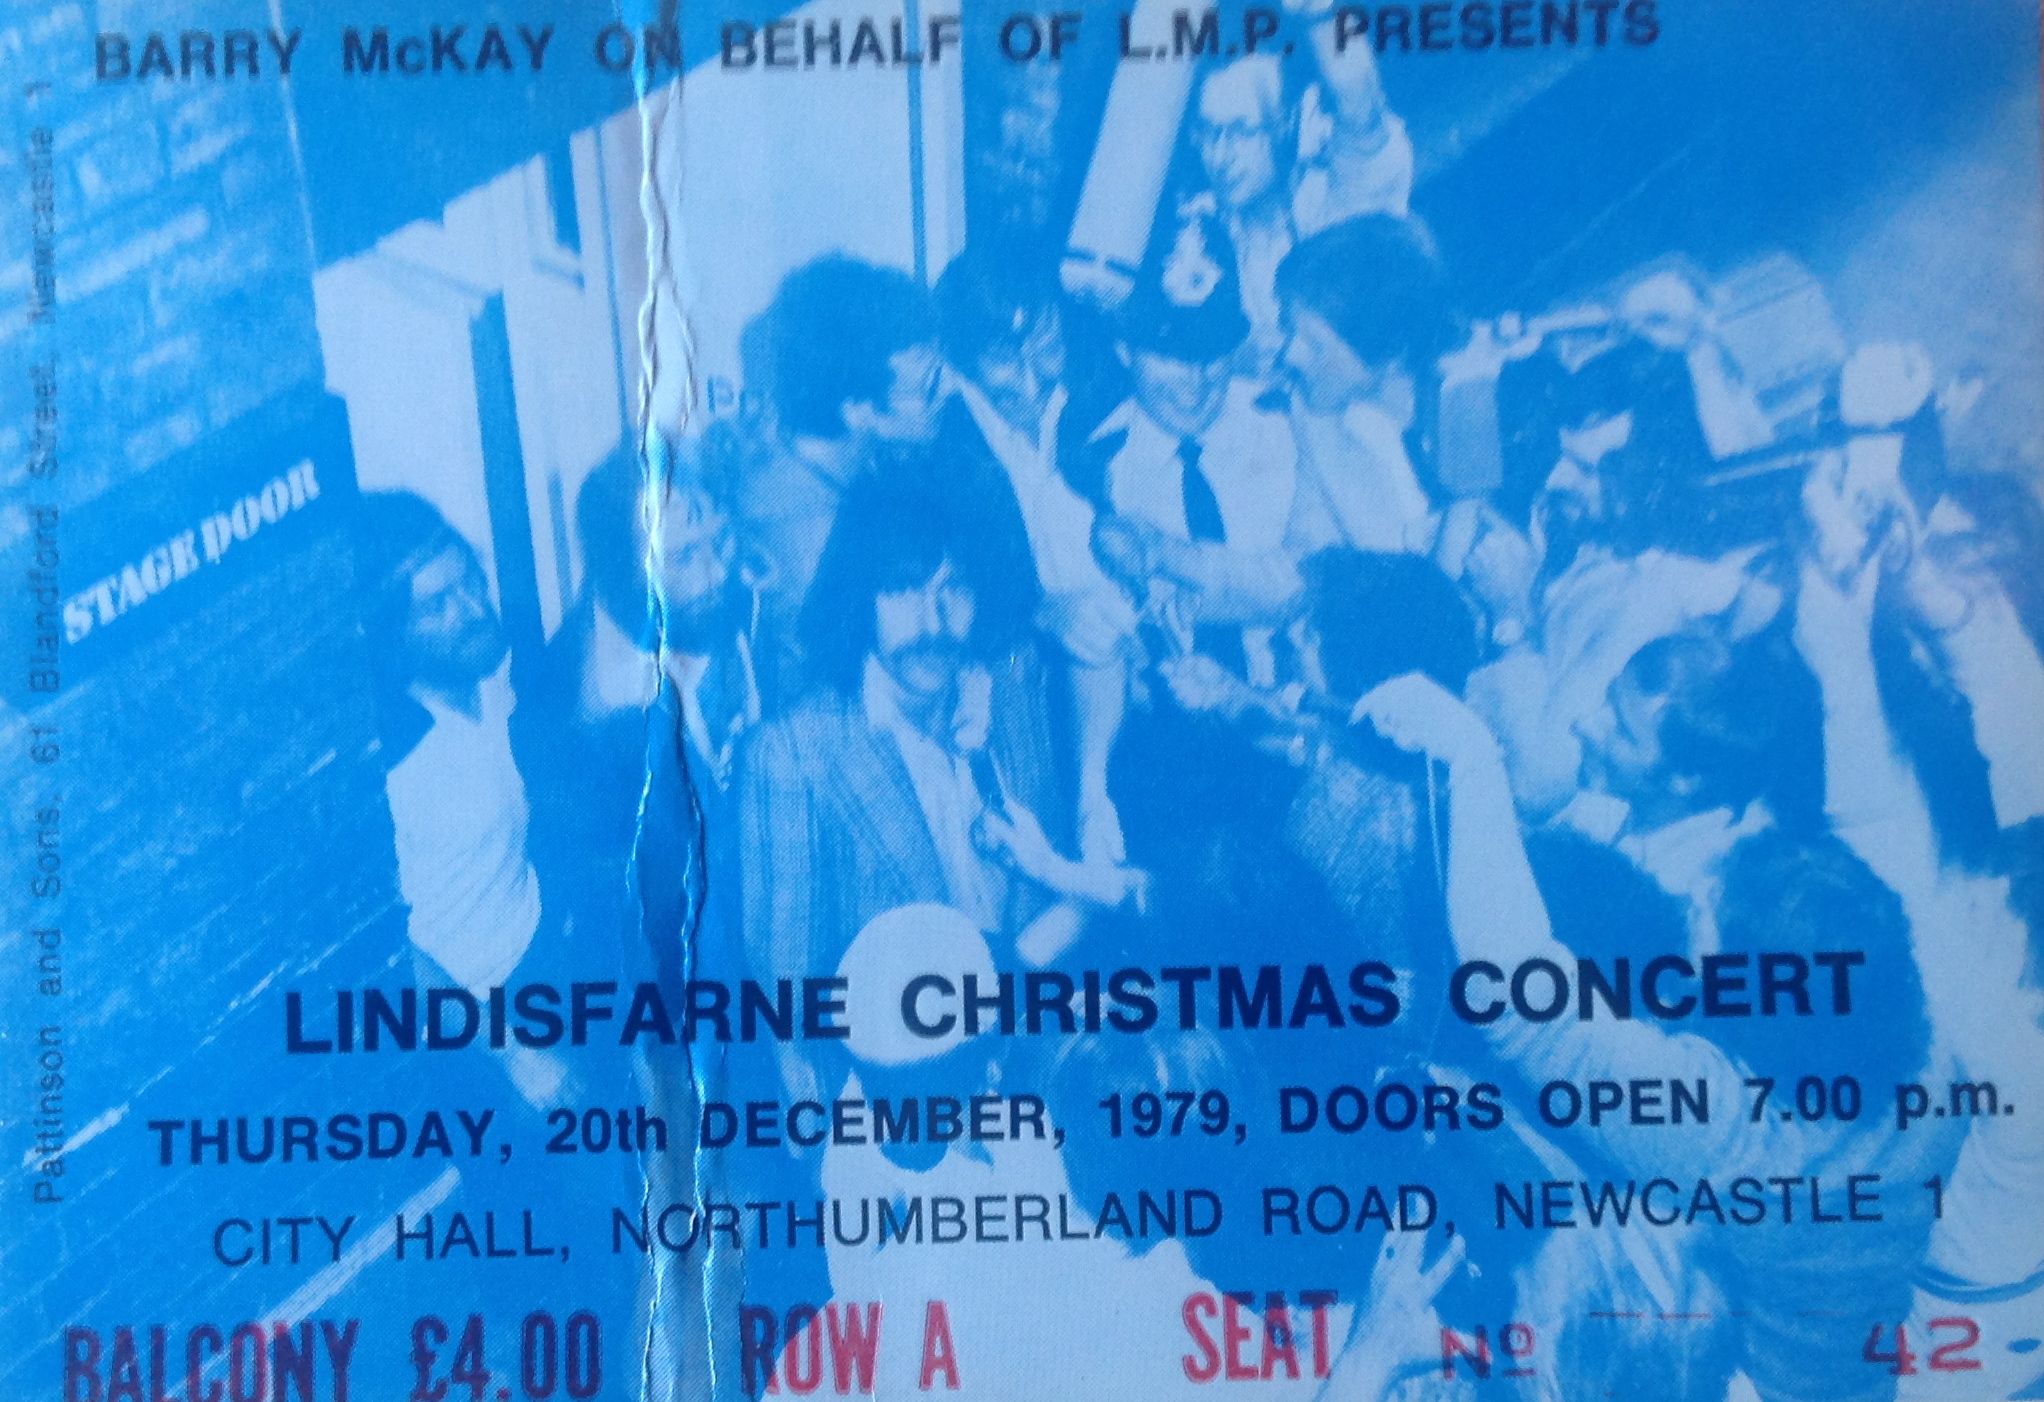 BARRY McKAY ON BEHALF OF L.M.P. PRESENTS
Pattinson and Sons. 61 Blandford Street. Newcastle 1
STAGE DOOR
LINDISFARNE CHRISTMAS CONCERT
THURSDAY, 20th DECEMBER, 1979, DOORS OPEN 7.00 p.m.
CITY HALL, NORTHUMBERLAND ROAD, NEWCASTLE 1
BALCONY £4.00 ROW A SEAT Nº 42